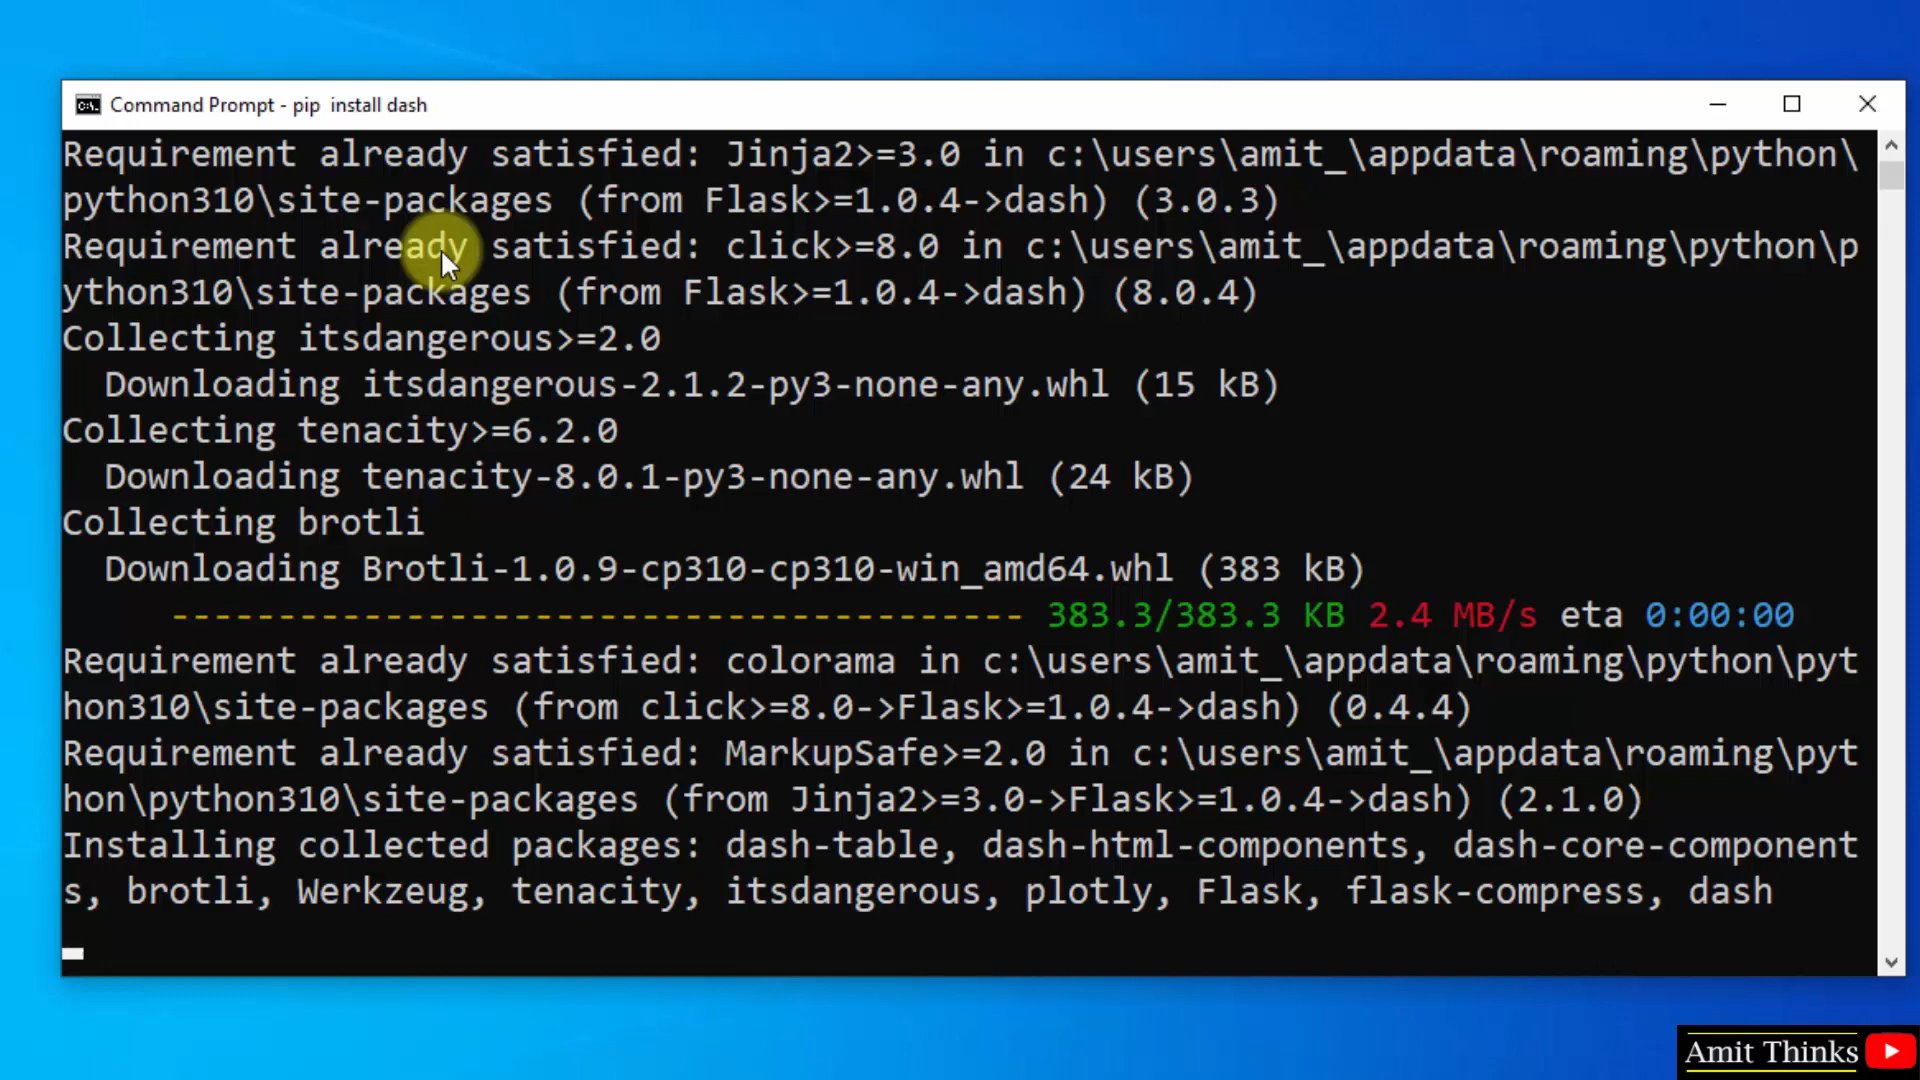 Command Prompt - pip  install dash
Requirement already satisfied: Jinja2>=3.0 in c:\users\amit_\appdata\roaming\python\
python310\site-packages (from Flask>=1.0.4->dash) (3.0.3)
Requirement already satisfied: click>=8.0 in c:\users\amit_\appdata\roaming\python\p
ython310\site-packages (from Flask>=1.0.4->dash) (8.0.4)
Collecting itsdangerous>=2.0
  Downloading itsdangerous-2.1.2-py3-none-any.whl (15 kB)
Collecting tenacity>=6.2.0
  Downloading tenacity-8.0.1-py3-none-any.whl (24 kB)
Collecting brotli
  Downloading Brotli-1.0.9-cp310-cp310-win_amd64.whl (383 kB)
     ---------------------------------------- 383.3/383.3 KB 2.4 MB/s eta 0:00:00
Requirement already satisfied: colorama in c:\users\amit_\appdata\roaming\python\pyt
hon310\site-packages (from click>=8.0->Flask>=1.0.4->dash) (0.4.4)
Requirement already satisfied: MarkupSafe>=2.0 in c:\users\amit_\appdata\roaming\pyt
hon\python310\site-packages (from Jinja2>=3.0->Flask>=1.0.4->dash) (2.1.0)
Installing collected packages: dash-table, dash-html-components, dash-core-component
s, brotli, Werkzeug, tenacity, itsdangerous, plotly, Flask, flask-compress, dash
Amit Thinks